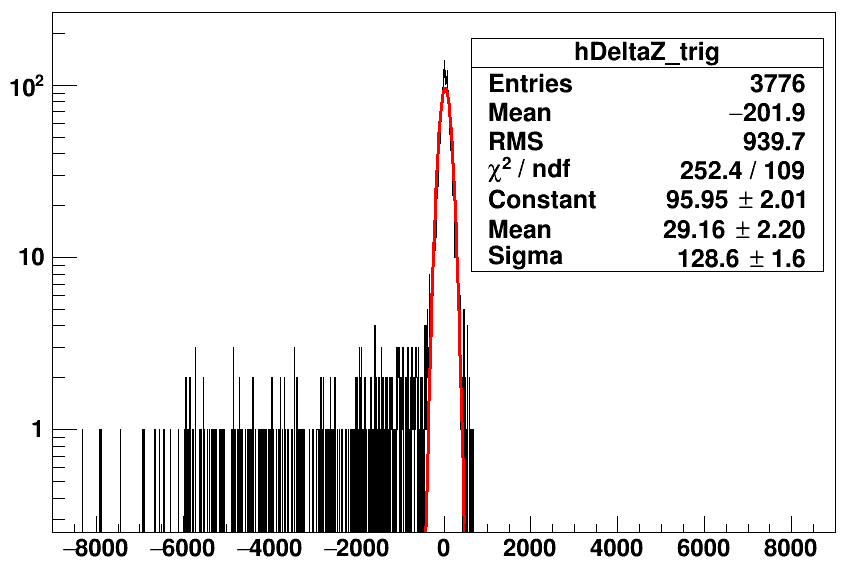 hDeltaZ_trig
Entries 3776
Mean −201.9
RMS 939.7
χ² / ndf 252.4 / 109
Constant 95.95 ± 2.01
Mean 29.16 ± 2.20
Sigma 128.6 ± 1.6
10²
10
1
−8000 −6000 −4000 −2000 0 2000 4000 6000 8000